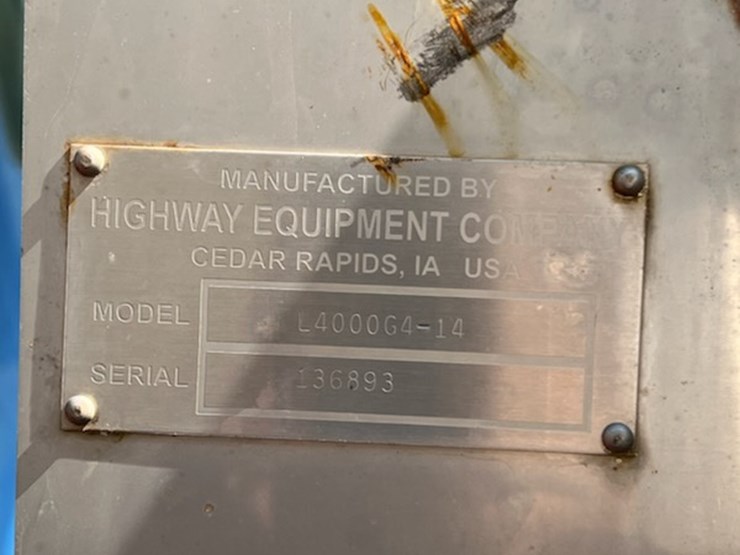 MANUFACTURED BY
HIGHWAY EQUIPMENT COMPANY
CEDAR RAPIDS, IA USA
MODEL L4000G4-14
SERIAL 136893